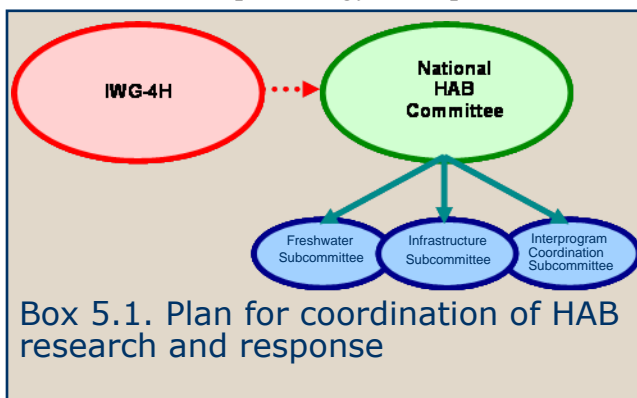 IWG-4H
National
HAB
Committee
Freshwater
Subcommittee
Infrastructure
Subcommittee
Interprogram
Coordination
Subcommittee
Box 5.1. Plan for coordination of HAB
research and response